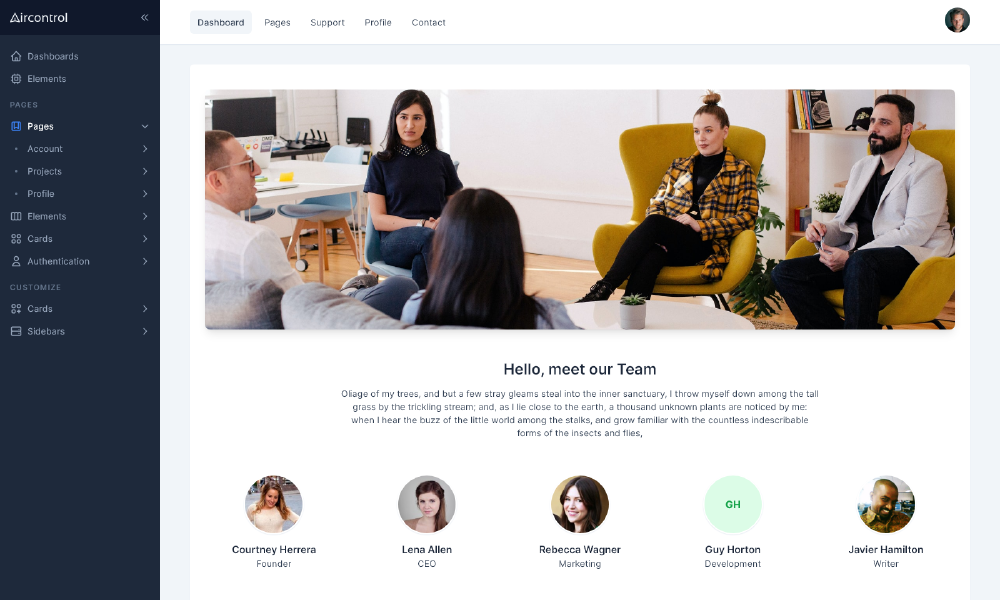 Aircontrol
Dashboards
Elements
PAGES
Pages
Account
Projects
Profile
Elements
Cards
Authentication
CUSTOMIZE
Cards
Sidebars
Dashboard
Pages
Support
Profile
Contact
Hello, meet our Team
Oliage of my trees, and but a few stray gleams steal into the inner sanctuary, I throw myself down among the tall
grass by the trickling stream; and, as I lie close to the earth, a thousand unknown plants are noticed by me:
when I hear the buzz of the little world among the stalks, and grow familiar with the countless indescribable
forms of the insects and flies,
GH
Courtney Herrera
Founder
Lena Allen
CEO
Rebecca Wagner
Marketing
Guy Horton
Development
Javier Hamilton
Writer